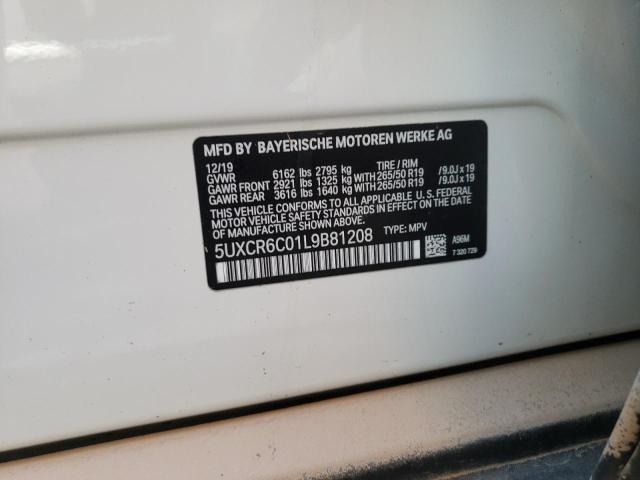 MFD BY BAYERISCHE MOTOREN WERKE AG
12/19 TIRE / RIM
GVWR 6162 lbs 2795 kg
GAWR FRONT 2921 lbs 1325 kg WITH 265/50 R19 /9.0J x 19
GAWR REAR 3616 lbs 1640 kg WITH 265/50 R19 /9.0J x 19
THIS VEHICLE CONFORMS TO ALL APPLICABLE U.S. FEDERAL
MOTOR VEHICLE SAFETY STANDARDS IN EFFECT ON THE DATE
OF MANUFACTURE SHOWN ABOVE.
5UXCR6C01L9B81208 TYPE: MPV
A96M
7 320 729